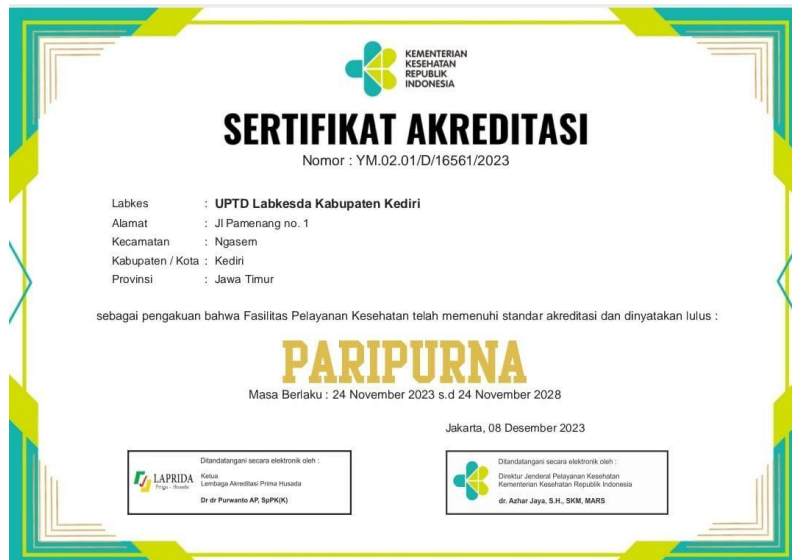 KEMENTERIAN
KESEHATAN
REPUBLIK
INDONESIA
SERTIFIKAT AKREDITASI
Nomor : YM.02.01/D/16561/2023
Labkes : UPTD Labkesda Kabupaten Kediri
Alamat : Jl Pamenang no. 1
Kecamatan : Ngasem
Kabupaten / Kota : Kediri
Provinsi : Jawa Timur
sebagai pengakuan bahwa Fasilitas Pelayanan Kesehatan telah memenuhi standar akreditasi dan dinyatakan lulus :
PARIPURNA
Masa Berlaku : 24 November 2023 s.d 24 November 2028
Jakarta, 08 Desember 2023
LAPRIDA
Prima - Husada
Ditandatangani secara elektronik oleh :
Ketua
Lembaga Akreditasi Prima Husada
Dr dr Purwanto AP, SpPK(K)
Ditandatangani secara elektronik oleh :
Direktur Jenderal Pelayanan Kesehatan
Kementerian Kesehatan Republik Indonesia
dr. Azhar Jaya, S.H., SKM, MARS